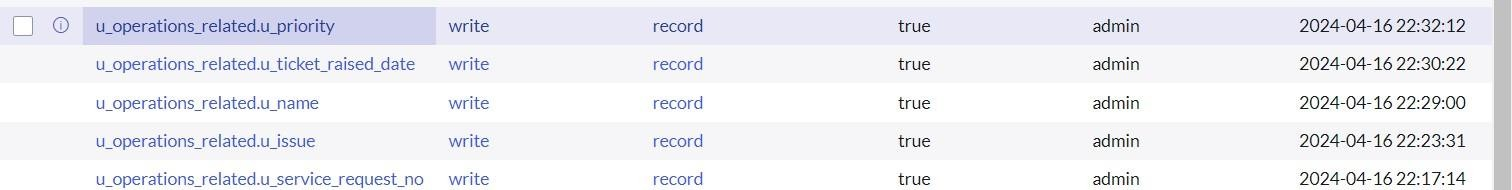 u_operations_related.u_priority write record true admin 2024-04-16 22:32:12
u_operations_related.u_ticket_raised_date write record true admin 2024-04-16 22:30:22
u_operations_related.u_name write record true admin 2024-04-16 22:29:00
u_operations_related.u_issue write record true admin 2024-04-16 22:23:31
u_operations_related.u_service_request_no write record true admin 2024-04-16 22:17:14